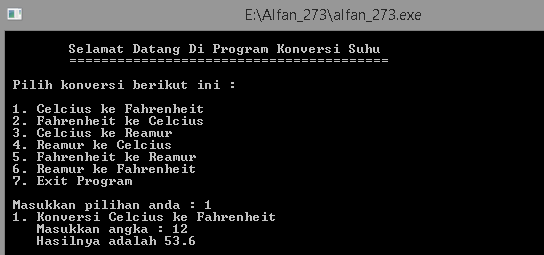 E:\Alfan_273\alfan_273.exe
Selamat Datang Di Program Konversi Suhu
========================================
Pilih konversi berikut ini :
1. Celcius ke Fahrenheit
2. Fahrenheit ke Celcius
3. Celcius ke Reamur
4. Reamur ke Celcius
5. Fahrenheit ke Reamur
6. Reamur ke Fahrenheit
7. Exit Program
Masukkan pilihan anda : 1
1. Konversi Celcius ke Fahrenheit
Masukkan angka : 12
Hasilnya adalah 53.6